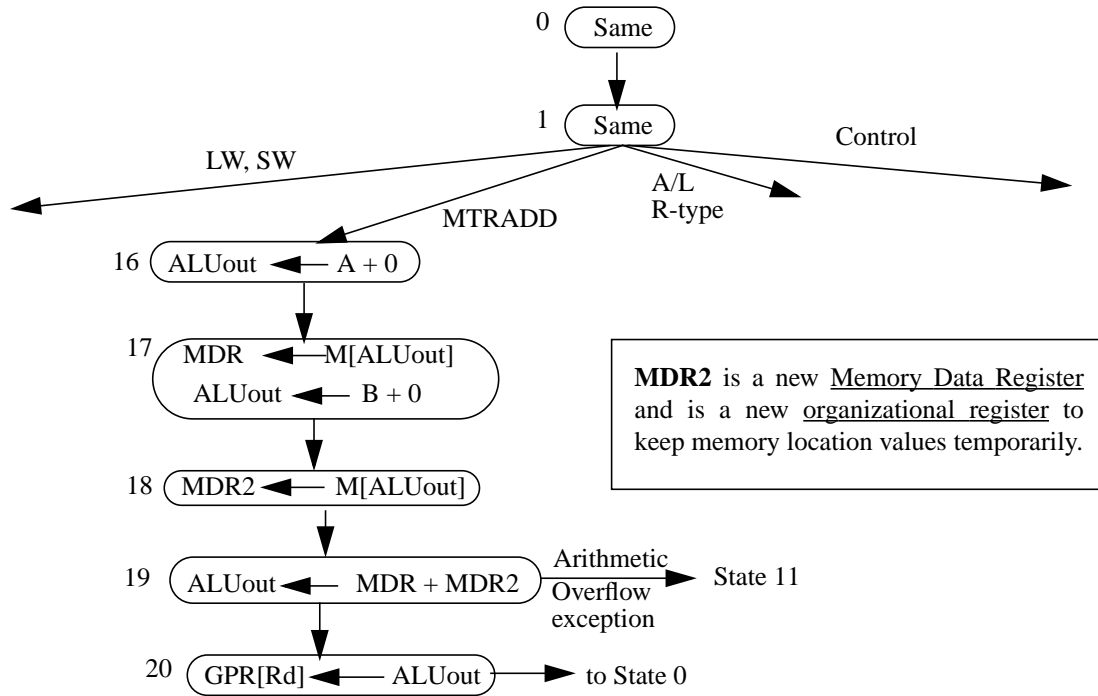 0 Same
1 Same
Control
LW, SW
A/L
R-type
MTRADD
16 ALUout A + 0
17 MDR M[ALUout]
ALUout B + 0
MDR2 is a new Memory Data Register
and is a new organizational register to
keep memory location values temporarily.
18 MDR2 M[ALUout]
19 ALUout MDR + MDR2
Arithmetic
Overflow
exception
State 11
20 GPR[Rd] ALUout to State 0